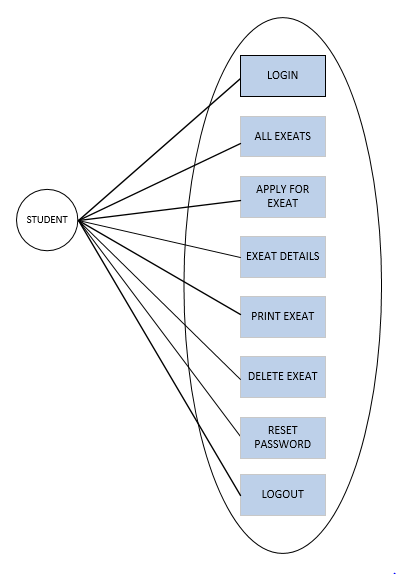 LOGIN
ALL EXEATS
APPLY FOR
EXEAT
STUDENT
EXEAT DETAILS
PRINT EXEAT
DELETE EXEAT
RESET
PASSWORD
LOGOUT